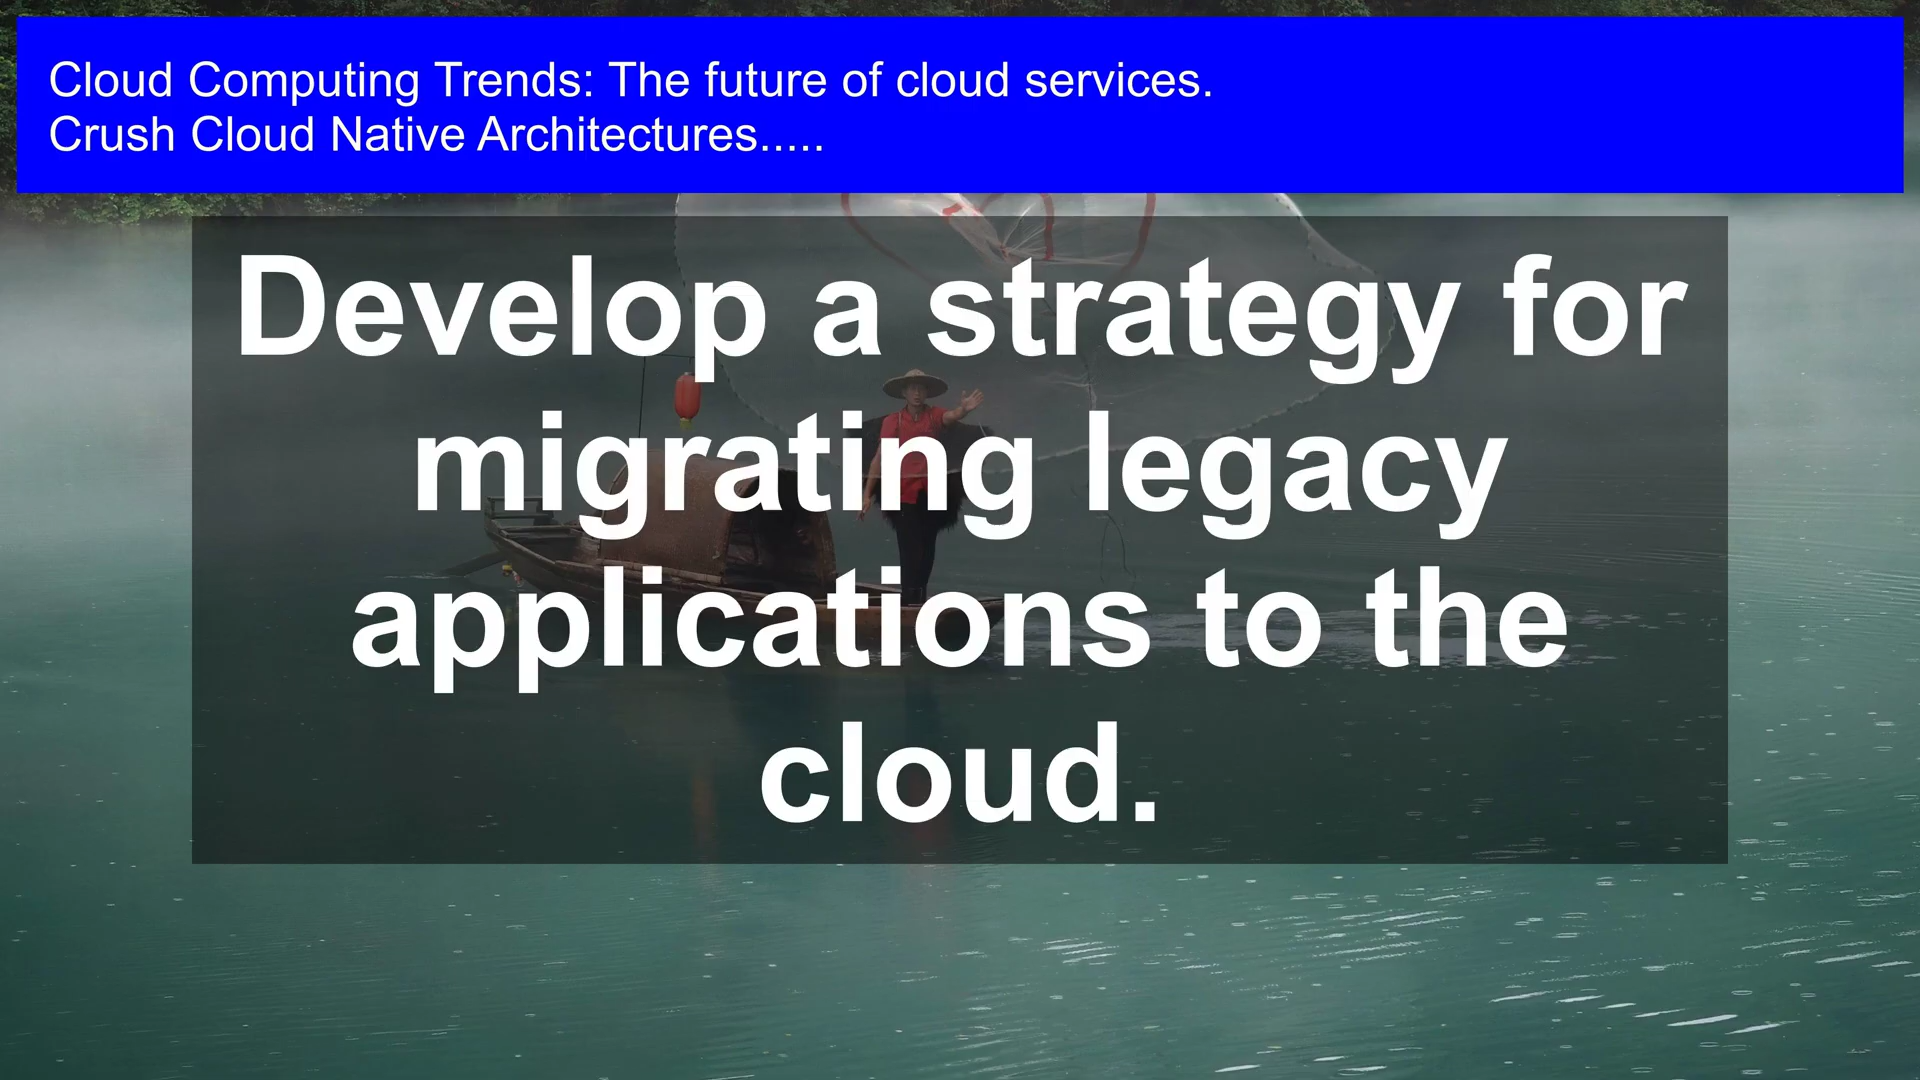 Cloud Computing Trends: The future of cloud services.
Crush Cloud Native Architectures.....
Develop a strategy for
migrating legacy
applications to the
cloud.